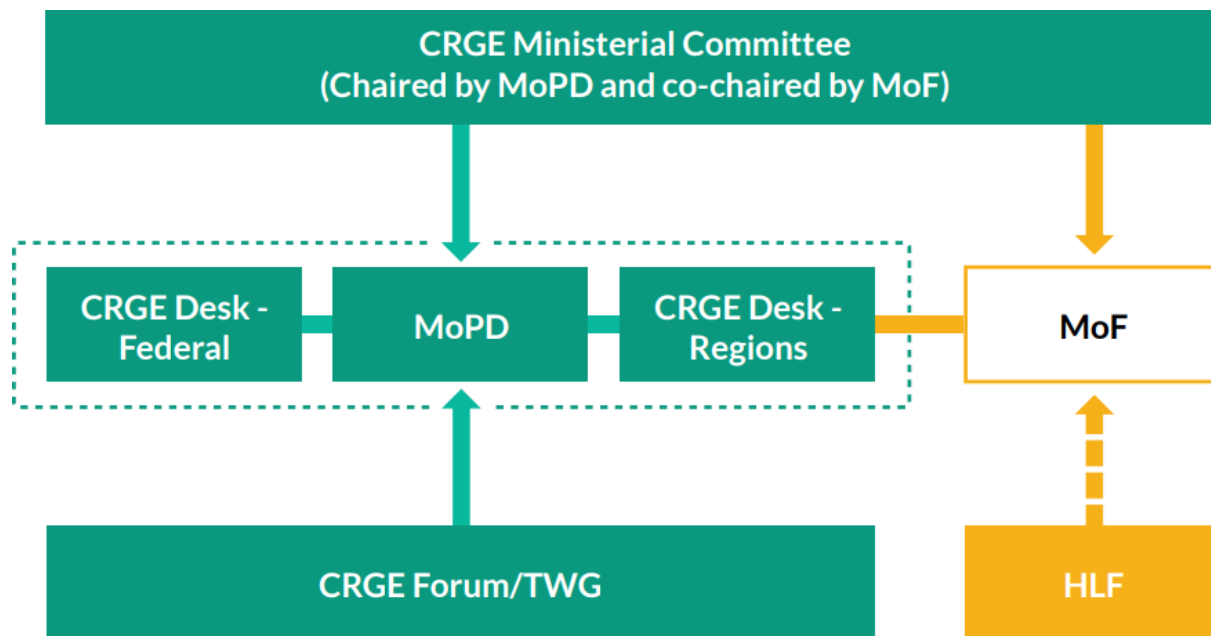 CRGE Ministerial Committee
(Chaired by MoPD and co-chaired by MoF)
CRGE Desk -
Federal
MoPD
CRGE Desk -
Regions
MoF
CRGE Forum/TWG
HLF